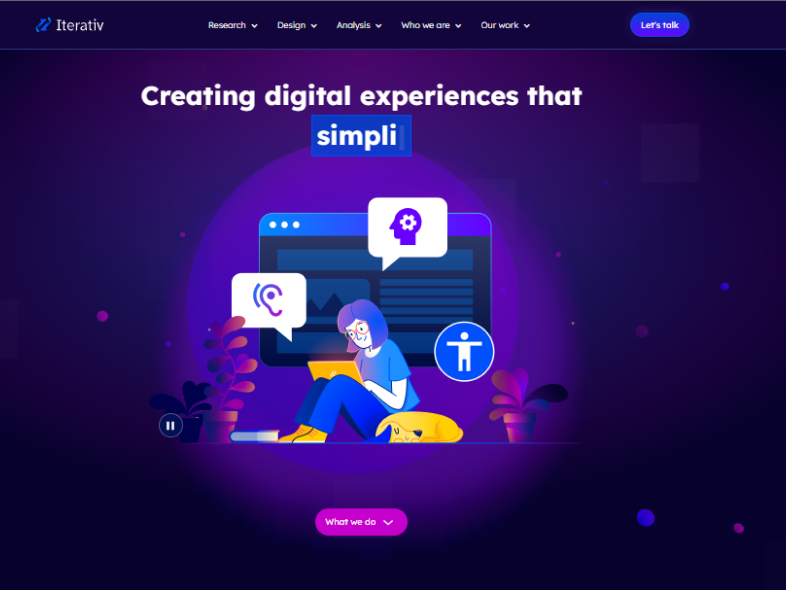 Iterativ
Research
Design
Analysis
Who we are
Our work
Let's talk
Creating digital experiences that
simpli
What we do